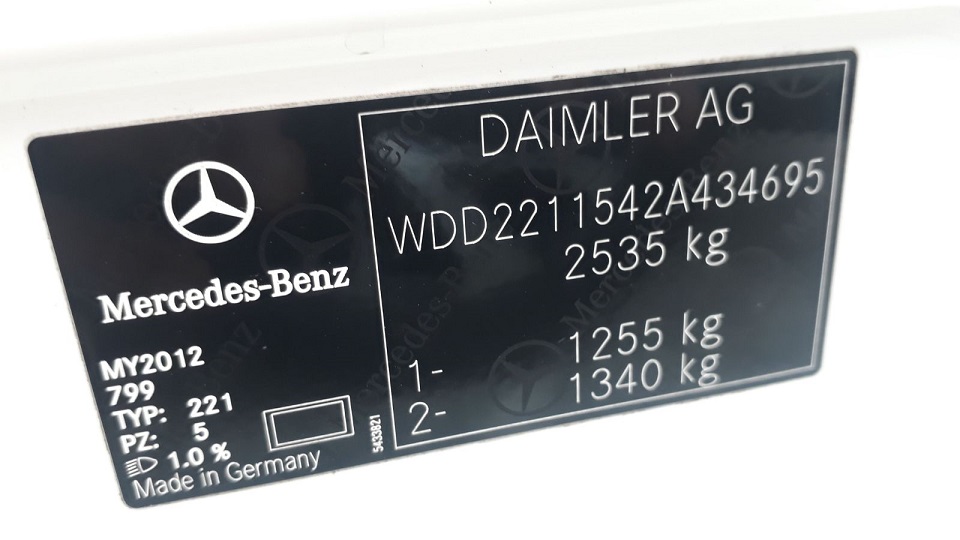 Mercedes-Benz
MY2012
799
TYP: 221
PZ: 5
1.0 %
Made in Germany
5433821
DAIMLER AG
WDD2211542A434695
2535 kg
1- 1255 kg
2- 1340 kg